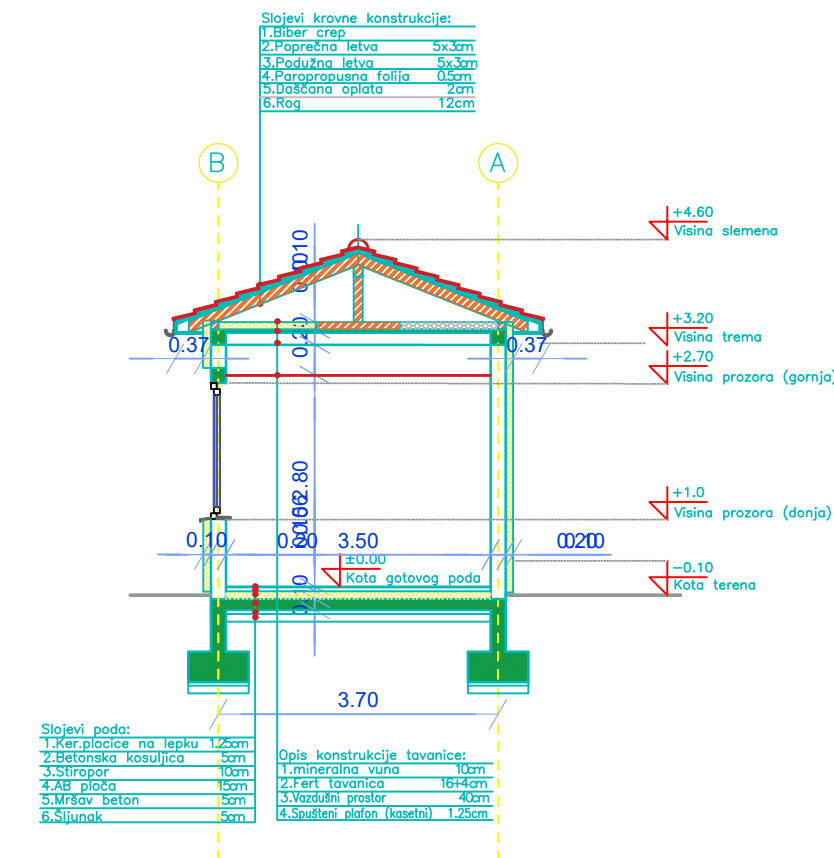 Slojevi krovne konstrukcije:
1.Biber crep
2.Poprečna letva 5x3cm
3.Podužna letva 5x3cm
4.Paropropusna folija 0.5cm
5.Daščana oplata 2cm
6.Rog 12cm
B A
+4.60
Visina slemena
+3.20
Visina trema
0.37 0.37
0.20
+2.70
Visina prozora (gornja)
2.80
+1.0
Visina prozora (donja)
0.10 0.20 3.50
±0.00
Kota gotovog poda
-0.10
Kota terena
3.70
Slojevi poda:
1.Ker.plocice na lepku 1.25cm
2.Betonska kosuljica 5cm
3.Stiropor 10cm
4.AB ploča 15cm
5.Mršav beton 5cm
6.Šljunak 5cm
Opis konstrukcije tavanice:
1.mineralna vuna 10cm
2.Fert tavanica 16+4cm
3.Vazdušni prostor 40cm
4.Spušteni plafon (kasetni) 1.25cm